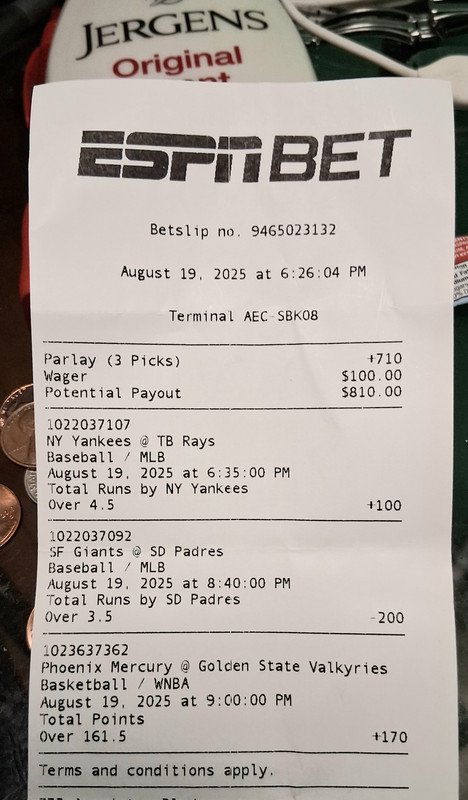 JERGENS
Original
ESPN BET
Betslip no. 9465023132
August 19, 2025 at 6:26:04 PM
Terminal AEC-SBK08
Parlay (3 Picks) +710
Wager $100.00
Potential Payout $810.00
1022037107
NY Yankees @ TB Rays
Baseball / MLB
August 19, 2025 at 6:35:00 PM
Total Runs by NY Yankees
Over 4.5 +100
1022037092
SF Giants @ SD Padres
Baseball / MLB
August 19, 2025 at 8:40:00 PM
Total Runs by SD Padres
Over 3.5 -200
1023637362
Phoenix Mercury @ Golden State Valkyries
Basketball / WNBA
August 19, 2025 at 9:00:00 PM
Total Points
Over 161.5 +170
Terms and conditions apply.